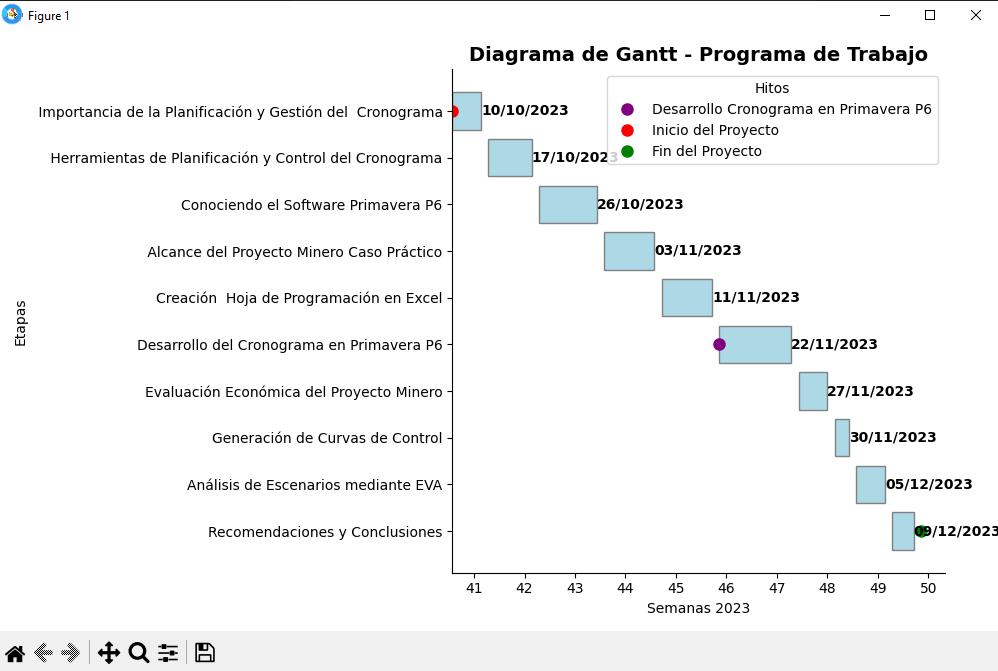 Figure 1
Diagrama de Gantt - Programa de Trabajo
Hitos
Desarrollo Cronograma en Primavera P6
Inicio del Proyecto
Fin del Proyecto
Etapas
Importancia de la Planificación y Gestión del  Cronograma
10/10/2023
Herramientas de Planificación y Control del Cronograma
17/10/2023
Conociendo el Software Primavera P6
26/10/2023
Alcance del Proyecto Minero Caso Práctico
03/11/2023
Creación  Hoja de Programación en Excel
11/11/2023
Desarrollo del Cronograma en Primavera P6
22/11/2023
Evaluación Económica del Proyecto Minero
27/11/2023
Generación de Curvas de Control
30/11/2023
Análisis de Escenarios mediante EVA
05/12/2023
Recomendaciones y Conclusiones
09/12/2023
41 42 43 44 45 46 47 48 49 50
Semanas 2023